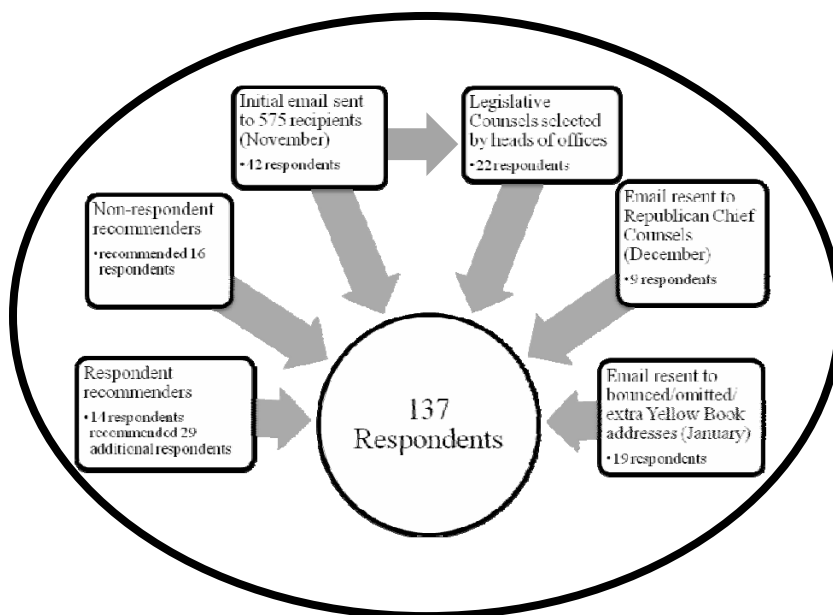 Initial email sent
to 575 recipients
(November)
•42 respondents
Legislative
Counsels selected
by heads of offices
•22 respondents
Non-respondent
recommenders
•recommended 16
respondents
Email resent to
Republican Chief
Counsels
(December)
•9 respondents
Respondent
recommenders
•14 respondents
recommended 29
additional respondents
137
Respondents
Email resent to
bounced/omitted/
extra Yellow Book
addresses (January)
•19 respondents